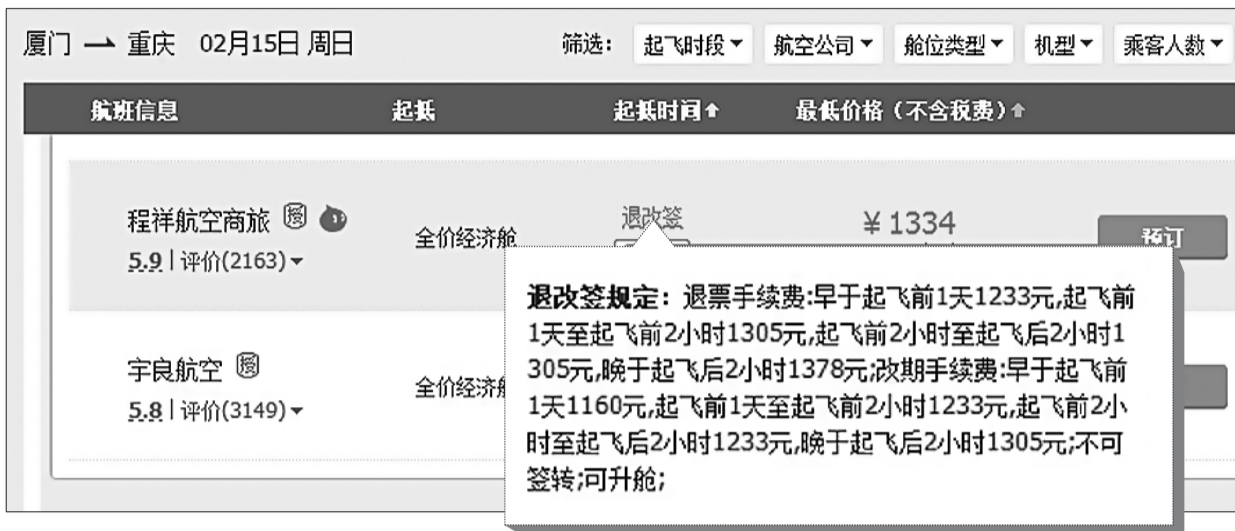 厦门 → 重庆 02月15日 周日 筛选： 起飞时段 航空公司 舱位类型 机型 乘客人数
航班信息 起抵 起抵时间 最低价格（不含税费）
程祥航空商旅 授 全价经济舱 退改签 ¥1334 预订
5.9 | 评价(2163)
宇良航空 授 全价经济
5.8 | 评价(3149)
退改签规定：退票手续费:早于起飞前1天1233元,起飞前
1天至起飞前2小时1305元,起飞前2小时至起飞后2小时1
305元,晚于起飞后2小时1378元;改期手续费:早于起飞前
1天1160元,起飞前1天至起飞前2小时1233元,起飞前2小
时至起飞后2小时1233元,晚于起飞后2小时1305元;不可
签转;可升舱;